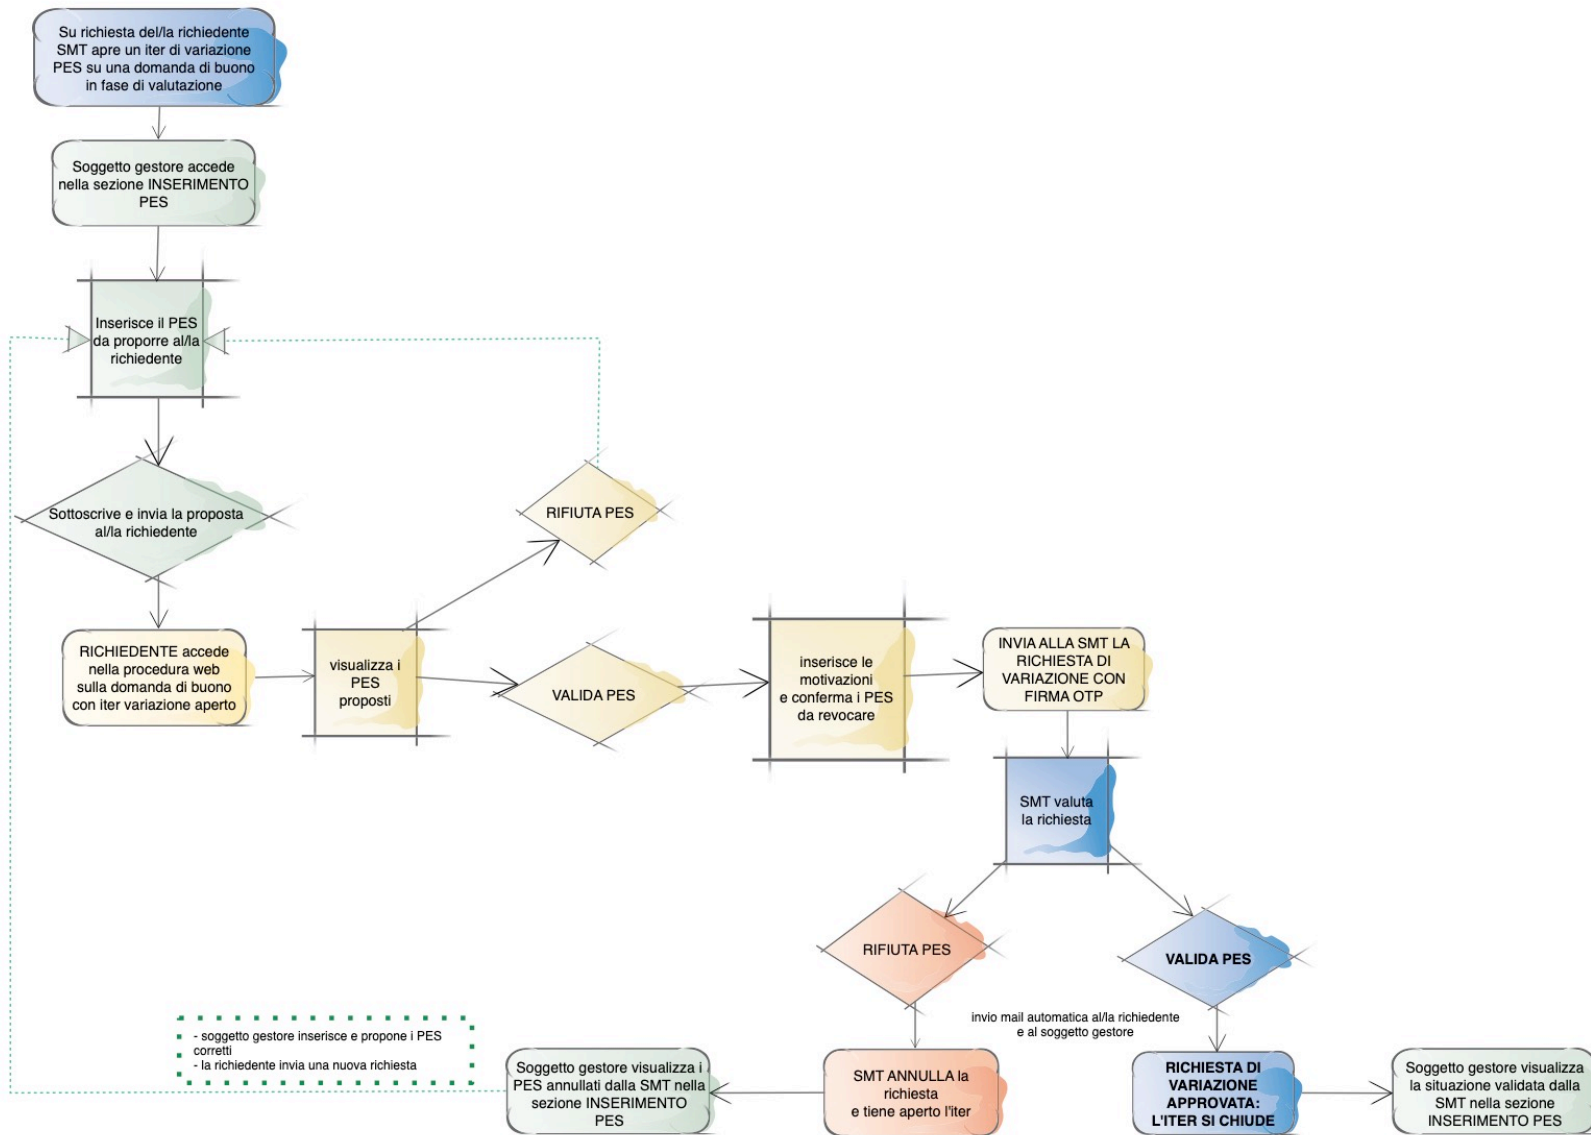 Su richiesta del/la richiedente
SMT apre un iter di variazione
PES su una domanda di buono
in fase di valutazione
Soggetto gestore accede
nella sezione INSERIMENTO
PES
Inserisce il PES
da proporre al/la
richiedente
Sottoscrive e invia la proposta
al/la richiedente
RIFIUTA PES
RICHIEDENTE accede
nella procedura web
sulla domanda di buono
con iter variazione aperto
visualizza i
PES
proposti
VALIDA PES
inserisce le
motivazioni
e conferma i PES
da revocare
INVIA ALLA SMT LA
RICHIESTA DI
VARIAZIONE CON
FIRMA OTP
SMT valuta
la richiesta
RIFIUTA PES
VALIDA PES
invio mail automatica al/la richiedente
e al soggetto gestore
- soggetto gestore inserisce e propone i PES
corretti
- la richiedente invia una nuova richiesta
Soggetto gestore visualizza i
PES annullati dalla SMT nella
sezione INSERIMENTO
PES
SMT ANNULLA la
richiesta
e tiene aperto l'iter
RICHIESTA DI
VARIAZIONE
APPROVATA:
L'ITER SI CHIUDE
Soggetto gestore visualizza
la situazione validata dalla
SMT nella sezione
INSERIMENTO PES